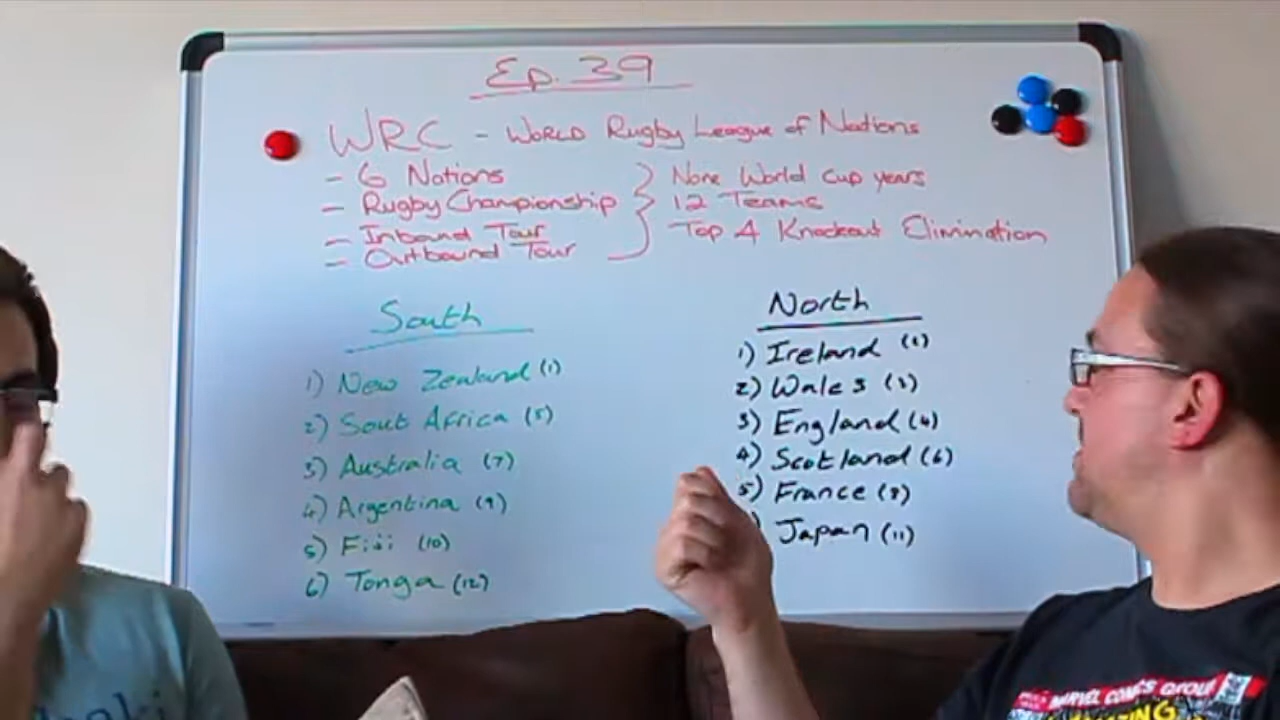 Ep. 39
WRC - WORLD Rugby League of Nations
- 6 Nations
- Rugby Championship
- Inbound Tour
- Outbound Tour
None World Cup years
12 Teams
Top 4 Knockout Elimination
South
1) New Zealand (1)
2) Sout Africa (5)
3) Australia (7)
4) Argentina (9)
5) Fiji (10)
6) Tonga (12)
North
1) Ireland
2) Wales (3)
3) England (4)
4) Scotland (6)
5) France (8)
) Japan (11)
MARVEL COMICS GROUP